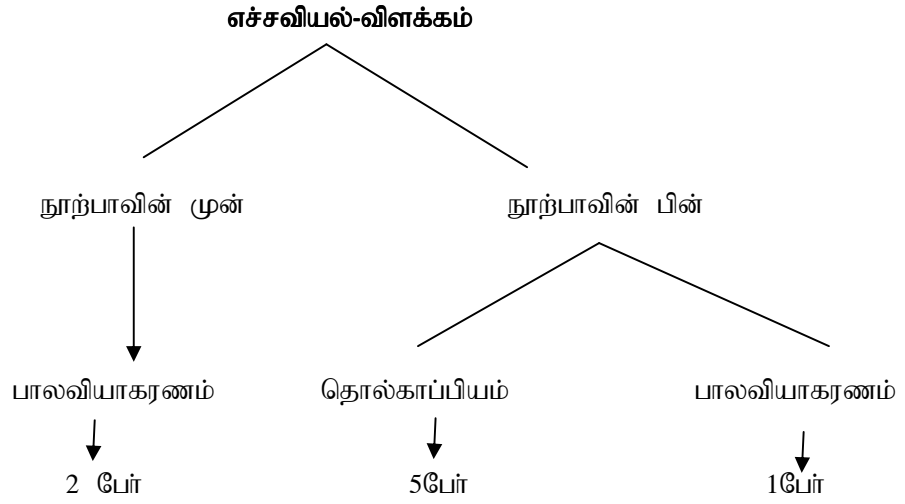 எச்சவியல்-விளக்கம்
நூற்பாவின் முன் நூற்பாவின் பின்
பாலவியாகரணம் தொல்காப்பியம் பாலவியாகரணம்
2 பேர் 5பேர் 1பேர்